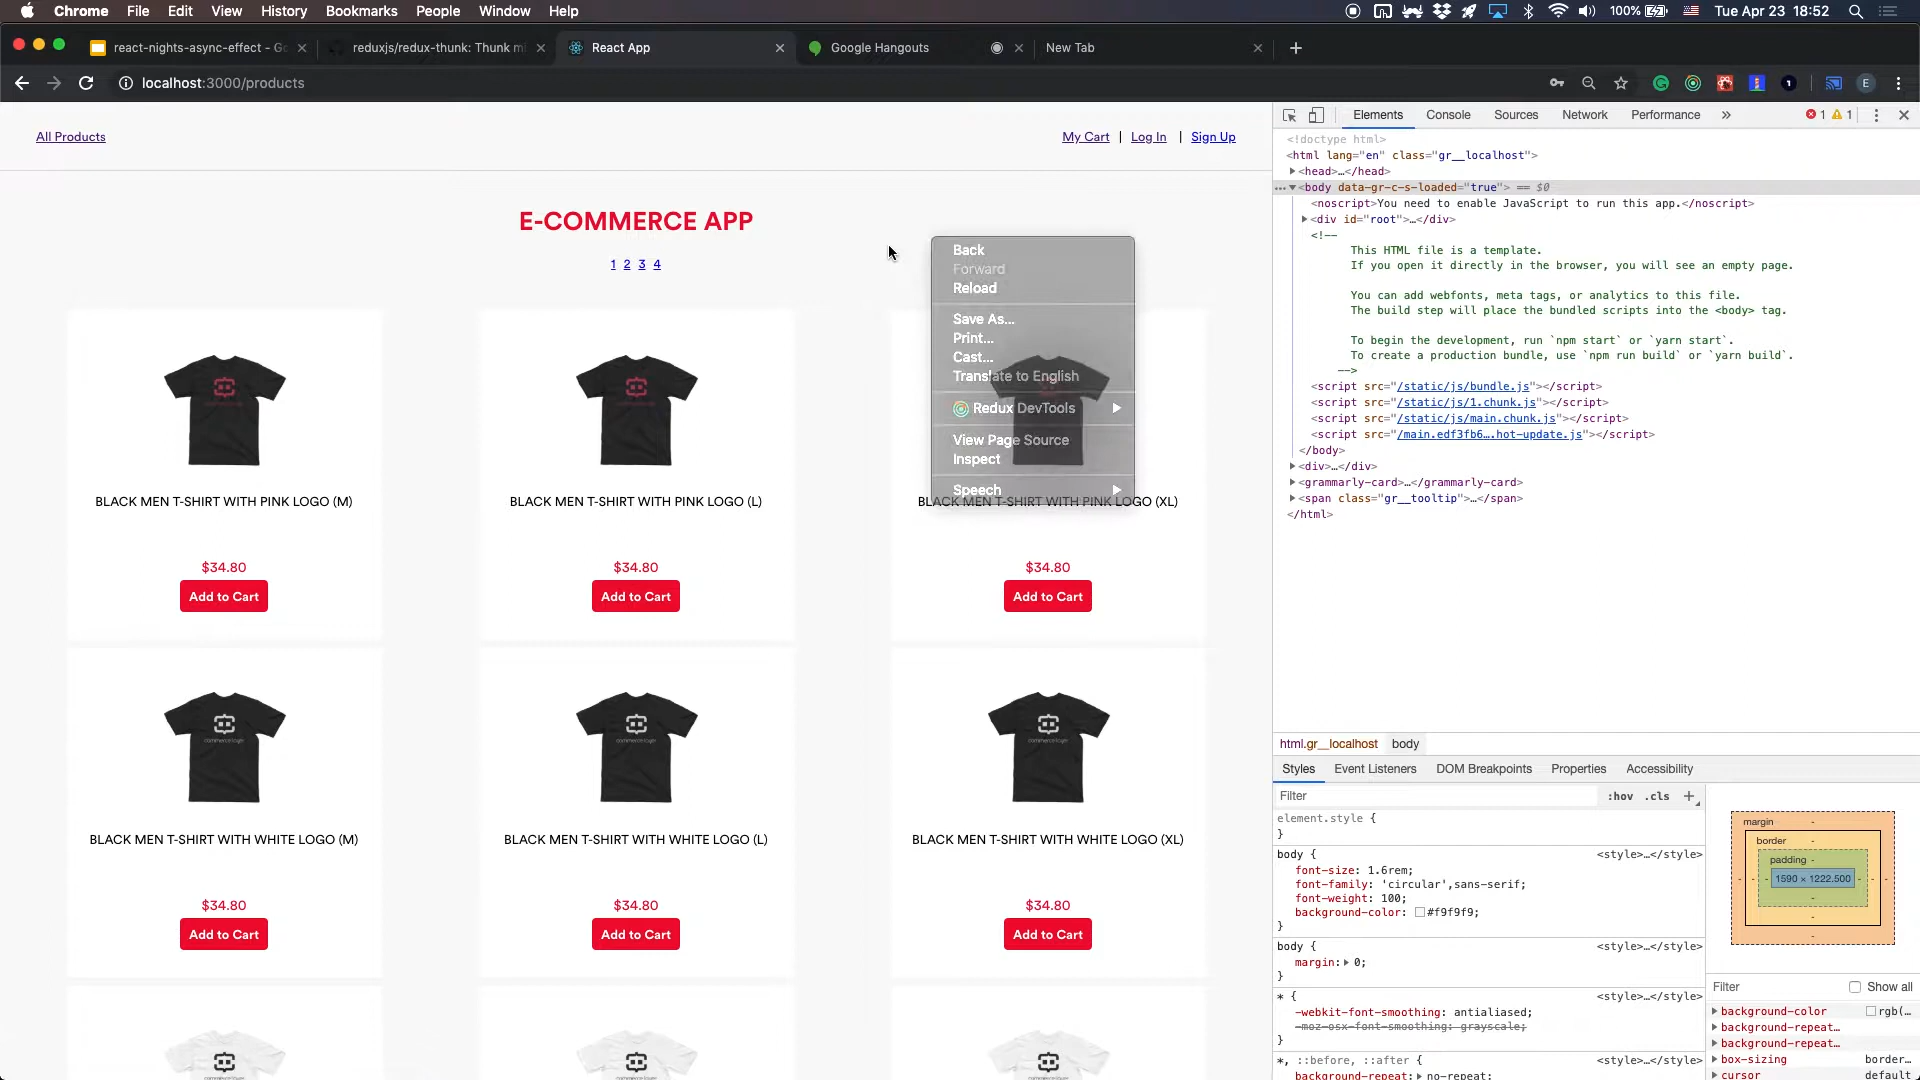 Chrome File Edit View History Bookmarks People Window Help 100% Tue Apr 23 18:52
react-nights-async-effect - Go reduxjs/redux-thunk: Thunk mi React App Google Hangouts New Tab
localhost:3000/products
All Products
My Cart | Log In | Sign Up
E-COMMERCE APP
1 2 3 4
Back
Forward
Reload
Save As...
Print...
Cast...
Translate to English
Redux DevTools
View Page Source
Inspect
Speech
BLACK MEN T-SHIRT WITH PINK LOGO (M)
$34.80
Add to Cart
BLACK MEN T-SHIRT WITH PINK LOGO (L)
$34.80
Add to Cart
BLACK MEN T-SHIRT WITH PINK LOGO (XL)
$34.80
Add to Cart
BLACK MEN T-SHIRT WITH WHITE LOGO (M)
$34.80
Add to Cart
BLACK MEN T-SHIRT WITH WHITE LOGO (L)
$34.80
Add to Cart
BLACK MEN T-SHIRT WITH WHITE LOGO (XL)
$34.80
Add to Cart
Elements Console Sources Network Performance » 1 1
<!doctype html>
<html lang="en" class="gr__localhost">
<head>…</head>
<body data-gr-c-s-loaded="true"> == $0
<noscript>You need to enable JavaScript to run this app.</noscript>
<div id="root">…</div>
<!--
This HTML file is a template.
If you open it directly in the browser, you will see an empty page.
You can add webfonts, meta tags, or analytics to this file.
The build step will place the bundled scripts into the <body> tag.
To begin the development, run `npm start` or `yarn start`.
To create a production bundle, use `npm run build` or `yarn build`.
-->
<script src="/static/js/bundle.js"></script>
<script src="/static/js/1.chunk.js"></script>
<script src="/static/js/main.chunk.js"></script>
<script src="/main.edf3fb6….hot-update.js"></script>
</body>
<div>…</div>
<grammarly-card>…</grammarly-card>
<span class="gr__tooltip">…</span>
</html>
html.gr__localhost body
Styles Event Listeners DOM Breakpoints Properties Accessibility
Filter :hov .cls +
element.style {
}
body { <style>…</style>
font-size: 1.6rem;
font-family: 'circular',sans-serif;
font-weight: 100;
background-color: #f9f9f9;
}
body { <style>…</style>
margin: 0;
}
* { <style>…</style>
-webkit-font-smoothing: antialiased;
-moz-osx-font-smoothing: grayscale;
}
*, ::before, ::after { <style>…</style>
background-repeat: no-repeat;
margin -
border -
padding -
1590 × 1222.500
Filter Show all
background-color rgb(…
background-repeat…
background-repeat…
box-sizing border…
cursor default